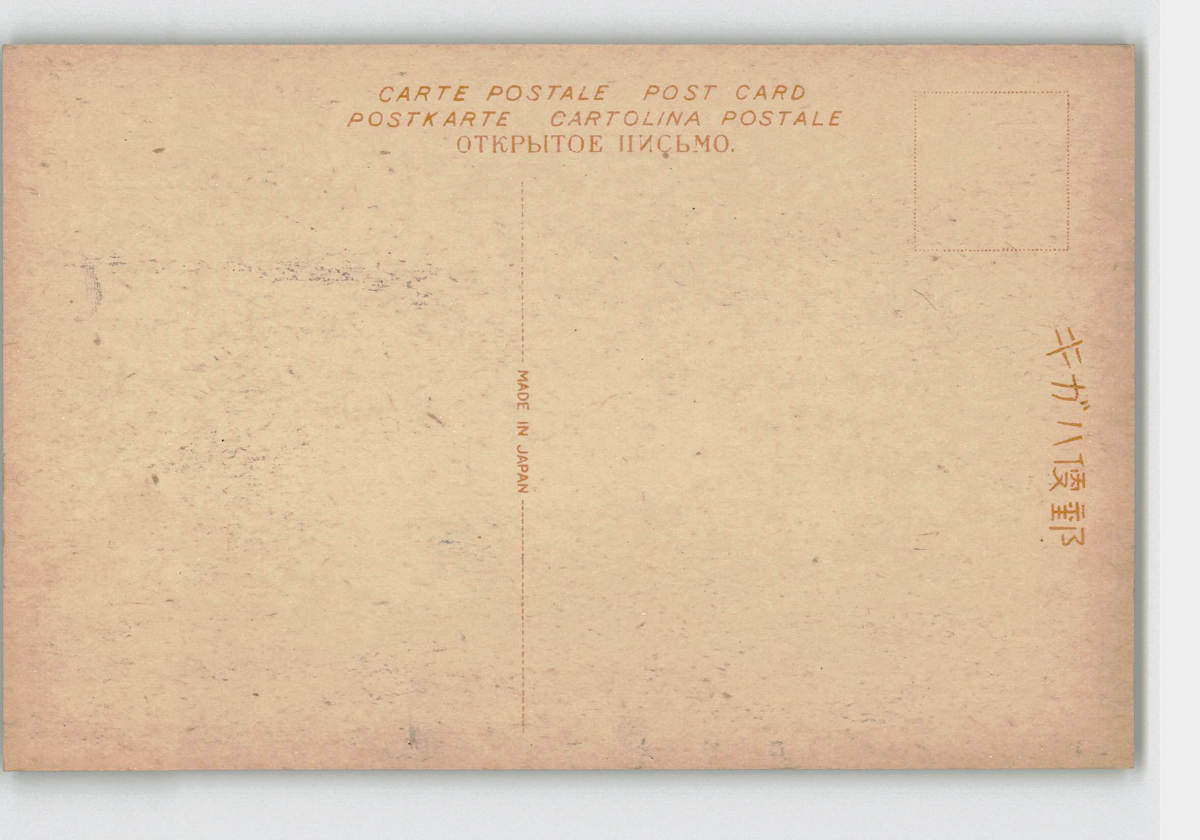 CARTE POSTALE POST CARD
POSTKARTE CARTOLINA POSTALE
ОТКРЫТОЕ ПИСЬМО.
MADE IN JAPAN
キガハ便郵